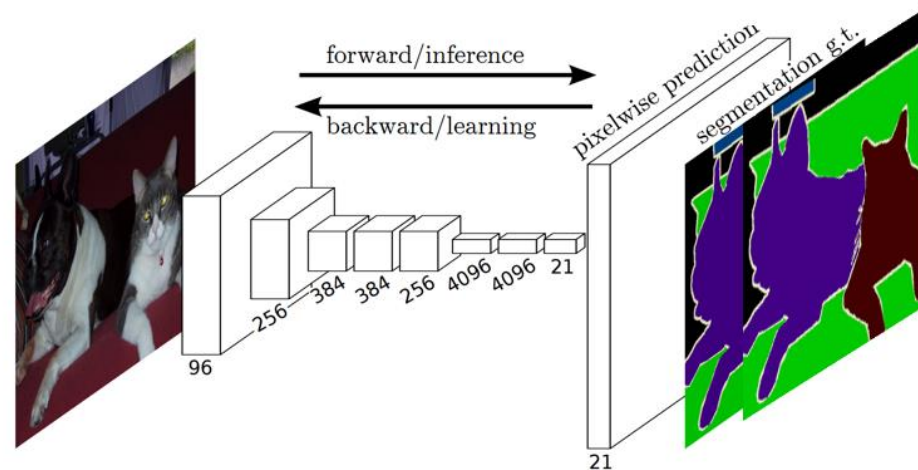 forward/inference
backward/learning
pixelwise prediction
segmentation g.t.
96
256
384
384
256
4096
4096
21
21